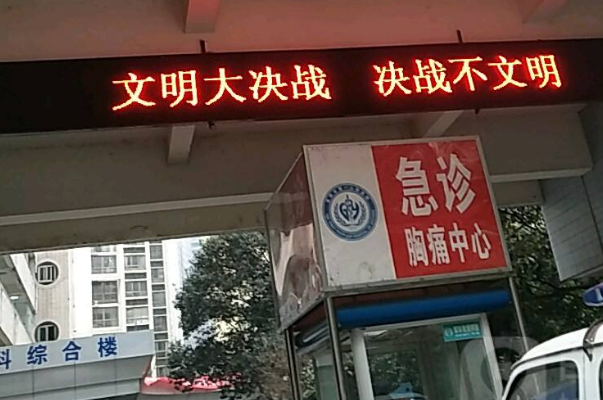 文明大决战 决战不文明
急诊
胸痛中心
科综合楼